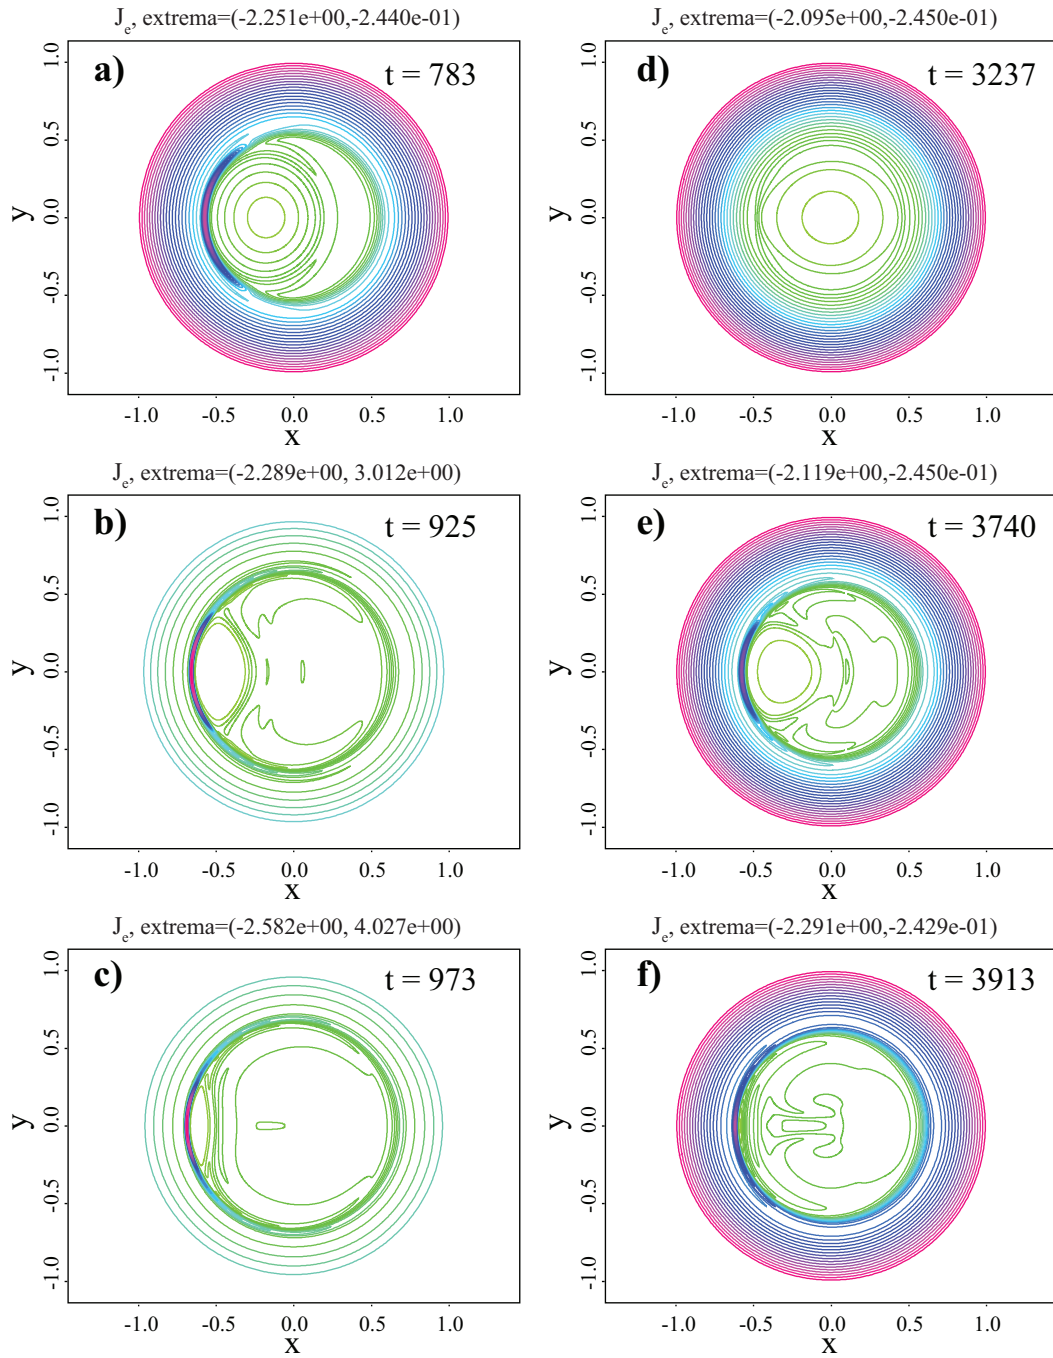 J_e, extrema=(-2.251e+00,-2.440e-01)
a)
t = 783
1.0
0.5
0.0
-0.5
-1.0
y
-1.0 -0.5 0.0 0.5 1.0
x
J_e, extrema=(-2.289e+00, 3.012e+00)
b)
t = 925
1.0
0.5
0.0
-0.5
-1.0
y
-1.0 -0.5 0.0 0.5 1.0
x
J_e, extrema=(-2.582e+00, 4.027e+00)
c)
t = 973
1.0
0.5
0.0
-0.5
-1.0
y
-1.0 -0.5 0.0 0.5 1.0
x
J_e, extrema=(-2.095e+00,-2.450e-01)
d)
t = 3237
1.0
0.5
0.0
-0.5
-1.0
y
-1.0 -0.5 0.0 0.5 1.0
x
J_e, extrema=(-2.119e+00,-2.450e-01)
e)
t = 3740
1.0
0.5
0.0
-0.5
-1.0
y
-1.0 -0.5 0.0 0.5 1.0
x
J_e, extrema=(-2.291e+00,-2.429e-01)
f)
t = 3913
1.0
0.5
0.0
-0.5
-1.0
y
-1.0 -0.5 0.0 0.5 1.0
x